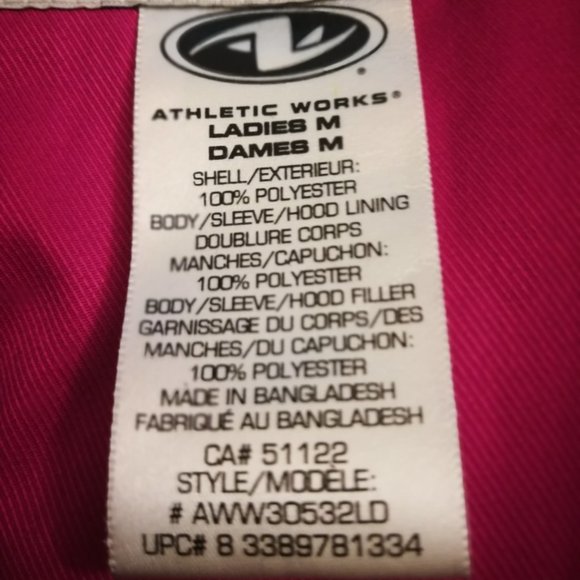 ATHLETIC WORKS®
LADIES M
DAMES M
SHELL/EXTERIEUR:
100% POLYESTER
BODY/SLEEVE/HOOD LINING
DOUBLURE CORPS
MANCHES/CAPUCHON:
100% POLYESTER
BODY/SLEEVE/HOOD FILLER
GARNISSAGE DU CORPS/DES
MANCHES/DU CAPUCHON:
100% POLYESTER
MADE IN BANGLADESH
FABRIQUÉ AU BANGLADESH
CA# 51122
STYLE/MODÈLE:
# AWW30532LD
UPC# 8 3389781334